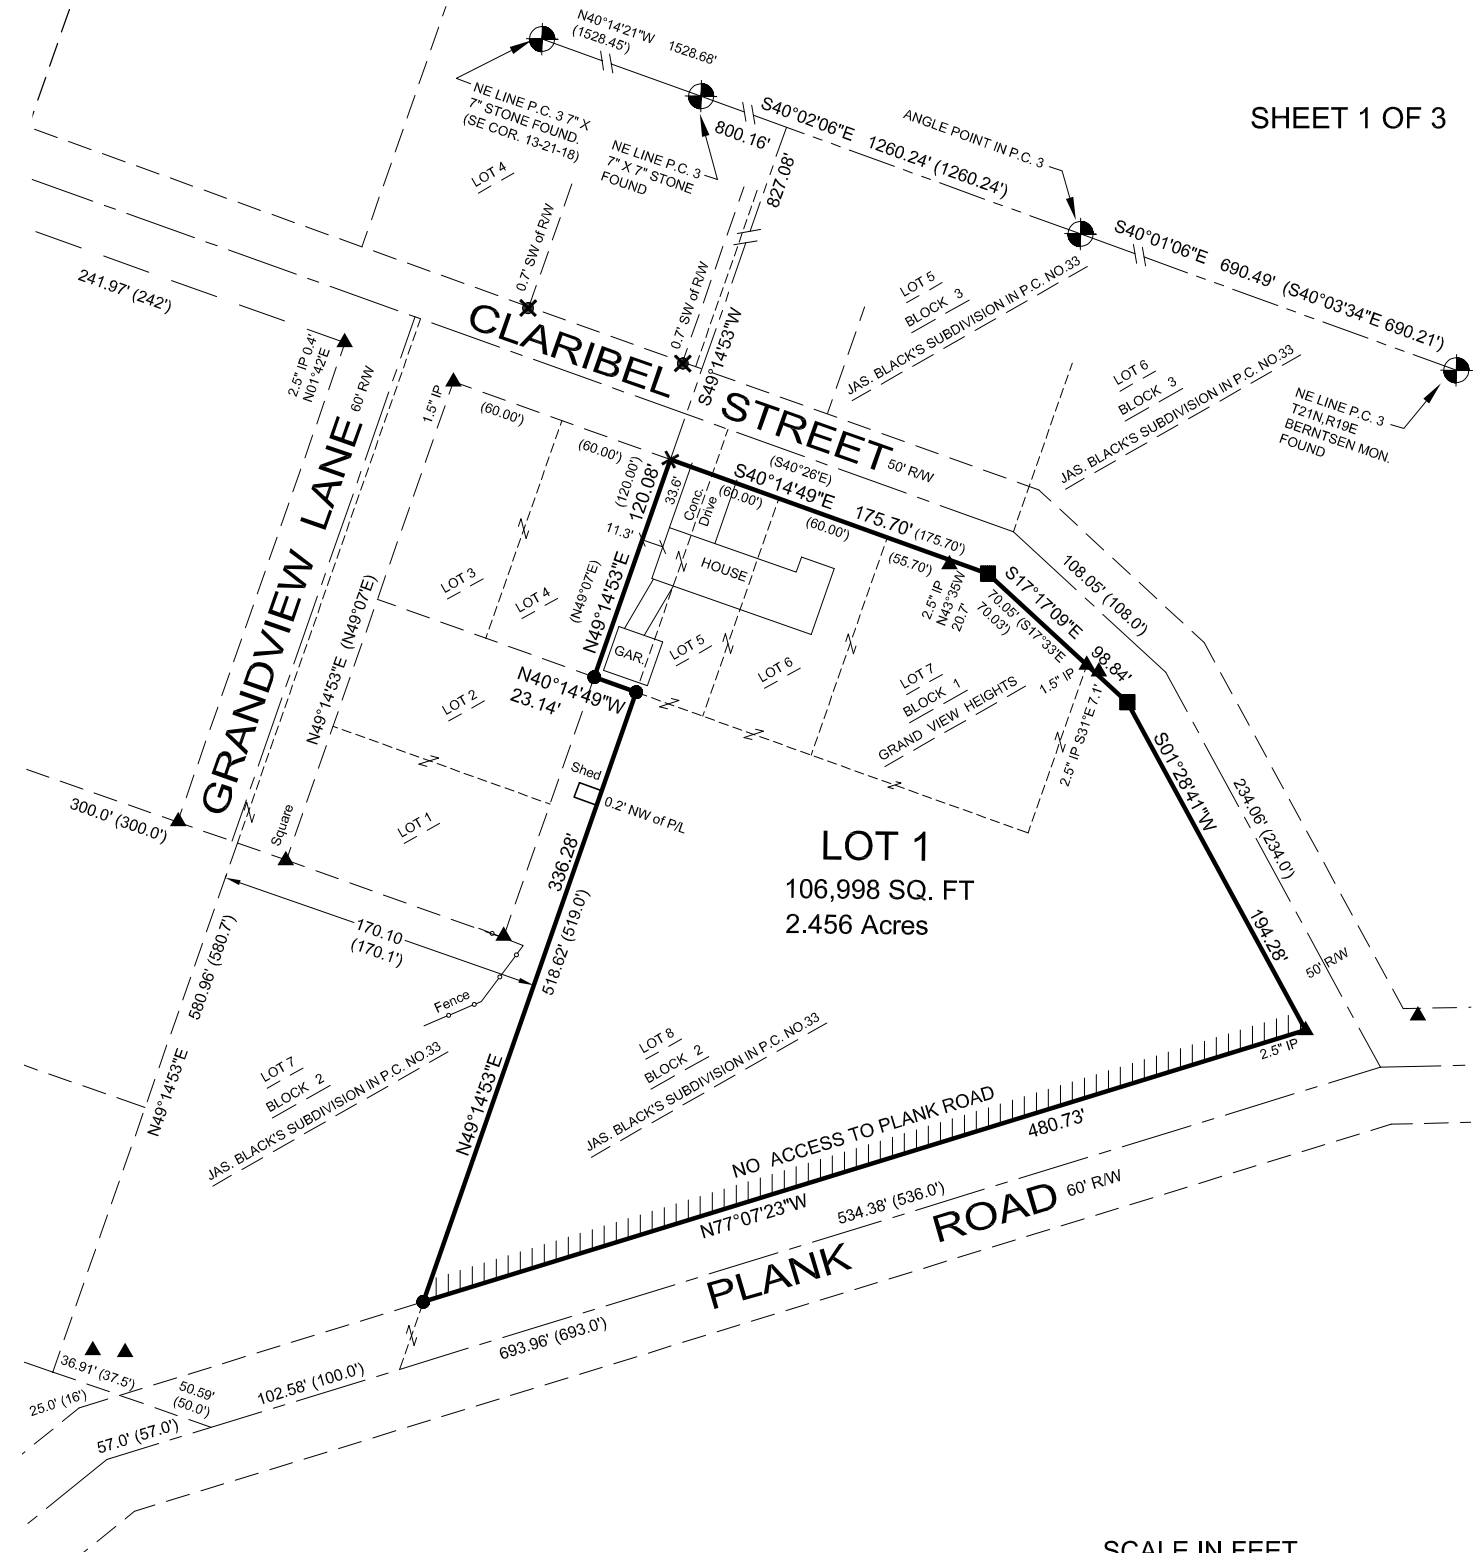 N40°14'21"W 1528.68'
(1528.45')
SHEET 1 OF 3
NE LINE P.C. 3 7" X
7" STONE FOUND.
(SE COR. 13-21-18)
LOT 4
NE LINE P.C. 3
7" X 7" STONE
FOUND
800.16'
S40°02'06"E 1260.24' (1260.24')
ANGLE POINT IN P.C. 3
827.08'
S40°01'06"E 690.49' (S40°03'34"E 690.21')
0.7' SW of R/W
0.7' SW of R/W
S49°14'53"W
LOT 5
BLOCK 3
JAS. BLACK'S SUBDIVISION IN P.C. NO.33
LOT 6
BLOCK 3
JAS. BLACK'S SUBDIVISION IN P.C. NO.33
NE LINE P.C. 3
T21N,R19E
BERNTSEN MON.
FOUND
241.97' (242')
2.5" IP 0.4'
N01°42'E
CLARIBEL STREET 50' R/W
GRANDVIEW LANE 60' R/W
1.5" IP
(60.00')
(60.00')
(120.00')
120.08'
33.6'
11.3'
Conc.
Drive
(S40°26'E)
S40°14'49"E 175.70' (175.70')
(60.00')
(60.00')
(55.70')
HOUSE
GAR.
LOT 3
LOT 4
(N49°07'E)
N49°14'53"E
LOT 5
LOT 6
LOT 7
BLOCK 1
GRAND VIEW HEIGHTS
2.5" IP
N43°35W
20.7'
S17°17'09"E
98.84'
70.05' (S17°33'E
70.03')
108.05' (108.0')
1.5" IP
2.5" IP S31°E 7.1'
N49°14'53"E (N49°07'E)
LOT 2
N40°14'49"W
23.14'
Shed
0.2' NW of P/L
LOT 1
300.0' (300.0')
Square
336.28'
518.62' (519.0')
LOT 1
106,998 SQ. FT
2.456 Acres
S01°28'41"W
194.28'
234.06' (234.0')
50' R/W
170.10
(170.1')
Fence
N49°14'53"E 580.96' (580.7')
LOT 7
BLOCK 2
JAS. BLACK'S SUBDIVISION IN P.C. NO.33
N49°14'53"E
LOT 8
BLOCK 2
JAS. BLACK'S SUBDIVISION IN P.C. NO.33
2.5" IP
NO ACCESS TO PLANK ROAD
N77°07'23"W
480.73'
534.38' (536.0')
PLANK ROAD 60' R/W
693.96' (693.0')
36.91' (37.5')
25.0' (16')
50.59'
(50.0')
102.58' (100.0')
57.0' (57.0')
SCALE IN FEET